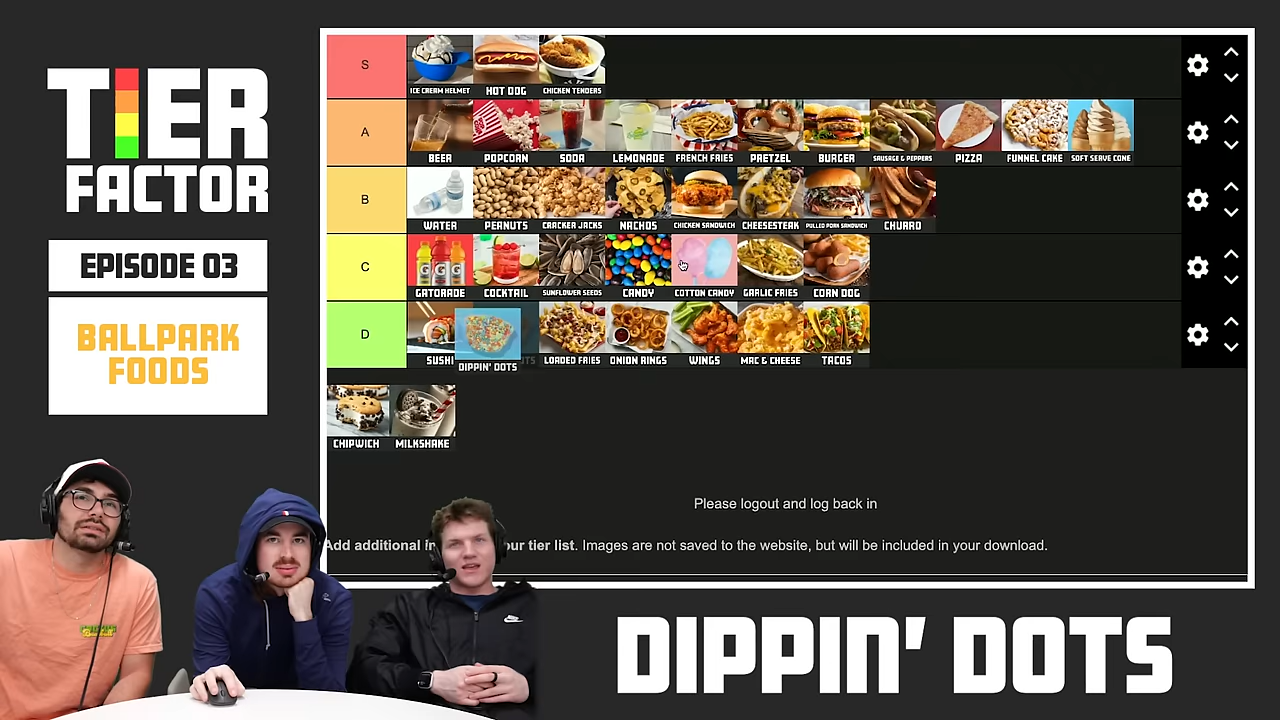 TIER
FACTOR
EPISODE 03
BALLPARK
FOODS
S
ICE CREAM HELMET
HOT DOG
CHICKEN TENDERS
A
BEER
POPCORN
SODA
LEMONADE
FRENCH FRIES
PRETZEL
BURGER
SAUSAGE & PEPPERS
PIZZA
FUNNEL CAKE
SOFT SERVE CONE
B
WATER
PEANUTS
CRACKER JACKS
NACHOS
CHICKEN SANDWICH
CHEESESTEAK
PULLED PORK SANDWICH
CHURRO
C
GATORADE
COCKTAIL
SUNFLOWER SEEDS
CANDY
COTTON CANDY
GARLIC FRIES
CORN DOG
D
SUSHI
DIPPIN' DOTS
LOADED FRIES
ONION RINGS
WINGS
MAC & CHEESE
TACOS
CHIPWICH
MILKSHAKE
Please logout and log back in
Add additional our tier list. Images are not saved to the website, but will be included in your download.
DIPPIN' DOTS